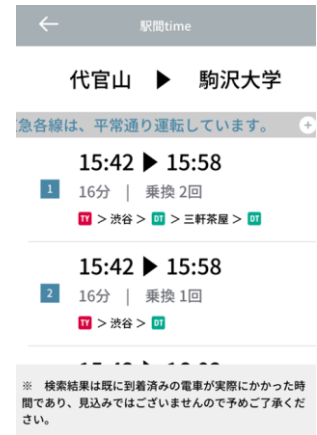 駅間time
代官山 ▶ 駒沢大学
急各線は、平常通り運転しています。
15:42 ▶ 15:58
1
16分 | 乗換 2回
TY > 渋谷 > DT > 三軒茶屋 > DT
15:42 ▶ 15:58
2
16分 | 乗換 1回
TY > 渋谷 > DT
※ 検索結果は既に到着済みの電車が実際にかかった時
間であり、見込みではございませんので予めご了承くだ
さい。